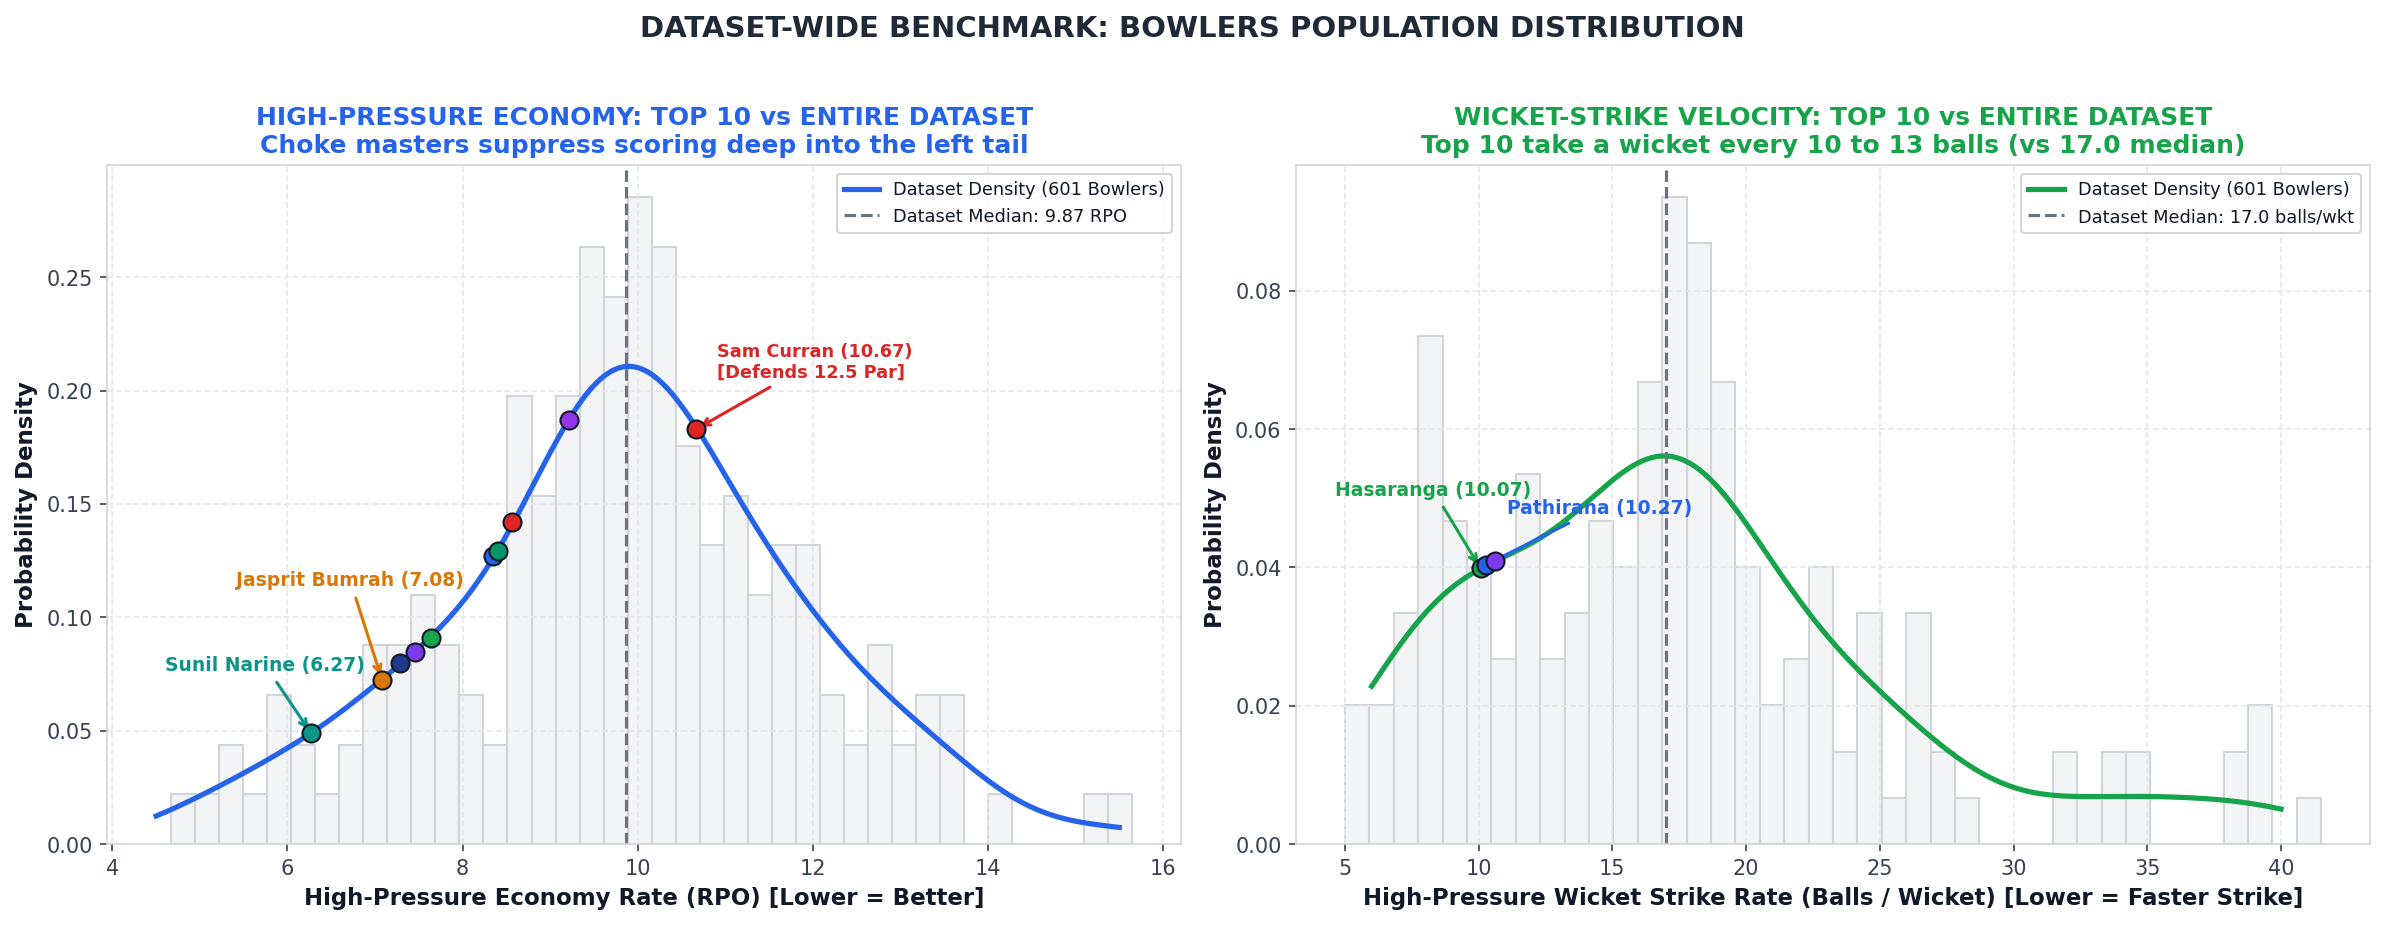 DATASET-WIDE BENCHMARK: BOWLERS POPULATION DISTRIBUTION
HIGH-PRESSURE ECONOMY: TOP 10 vs ENTIRE DATASET
Choke masters suppress scoring deep into the left tail
Dataset Density (601 Bowlers)
Dataset Median: 9.87 RPO
Sam Curran (10.67)
[Defends 12.5 Par]
Jasprit Bumrah (7.08)
Sunil Narine (6.27)
Probability Density
0.25
0.20
0.15
0.10
0.05
0.00
4 6 8 10 12 14 16
High-Pressure Economy Rate (RPO) [Lower = Better]
WICKET-STRIKE VELOCITY: TOP 10 vs ENTIRE DATASET
Top 10 take a wicket every 10 to 13 balls (vs 17.0 median)
Dataset Density (601 Bowlers)
Dataset Median: 17.0 balls/wkt
Hasaranga (10.07)
Pathirana (10.27)
Probability Density
0.08
0.06
0.04
0.02
0.00
5 10 15 20 25 30 35 40
High-Pressure Wicket Strike Rate (Balls / Wicket) [Lower = Faster Strike]